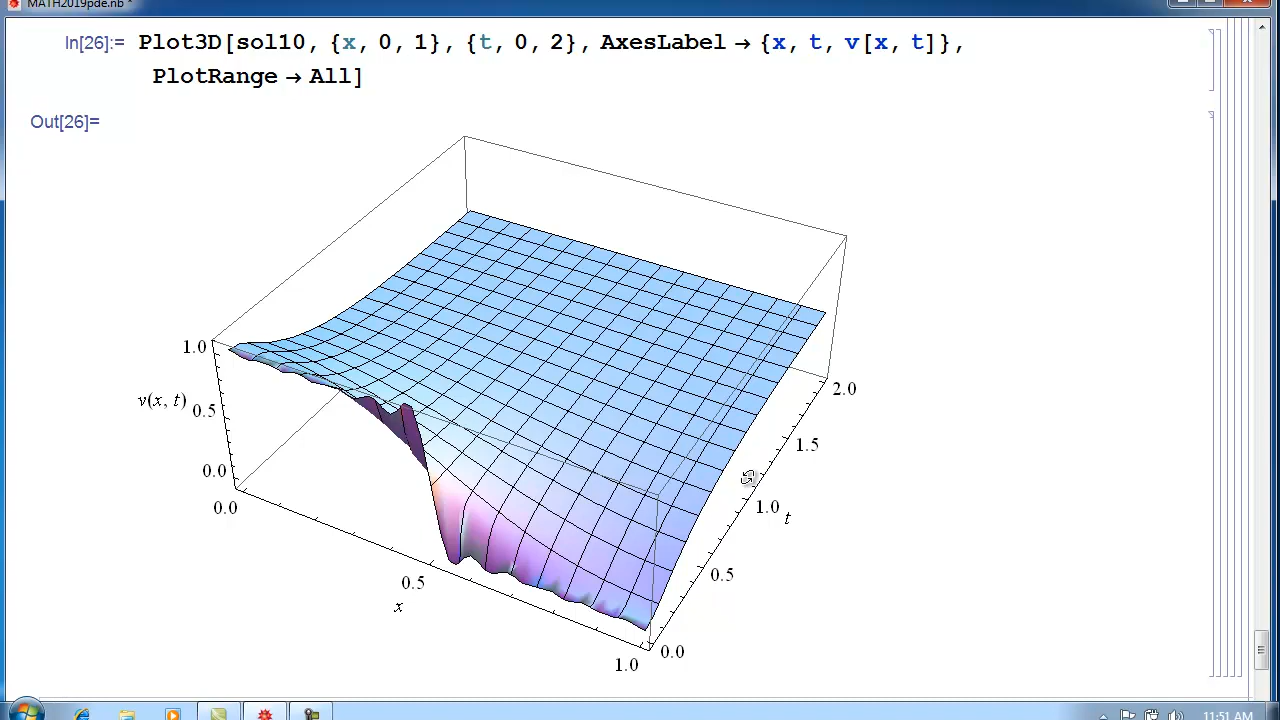 MATH2019pde.nb *
In[26]:= Plot3D[sol10, {x, 0, 1}, {t, 0, 2}, AxesLabel → {x, t, v[x, t]},
PlotRange → All]
Out[26]=
1.0
v(x, t)
0.5
0.0
0.0
0.5
x
1.0
0.0
0.5
1.0
t
1.5
2.0
11:51 AM